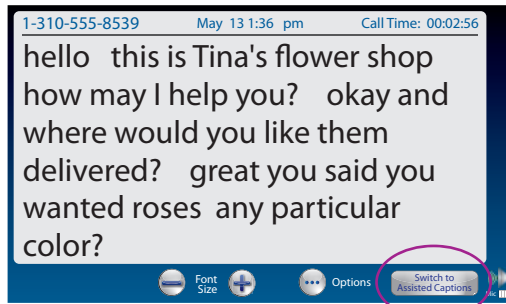 1-310-555-8539 May 13 1:36 pm Call Time: 00:02:56
hello this is Tina's flower shop
how may I help you? okay and
where would you like them
delivered? great you said you
wanted roses any particular
color?
Font
Size
Options
Switch to
Assisted Captions
Mic